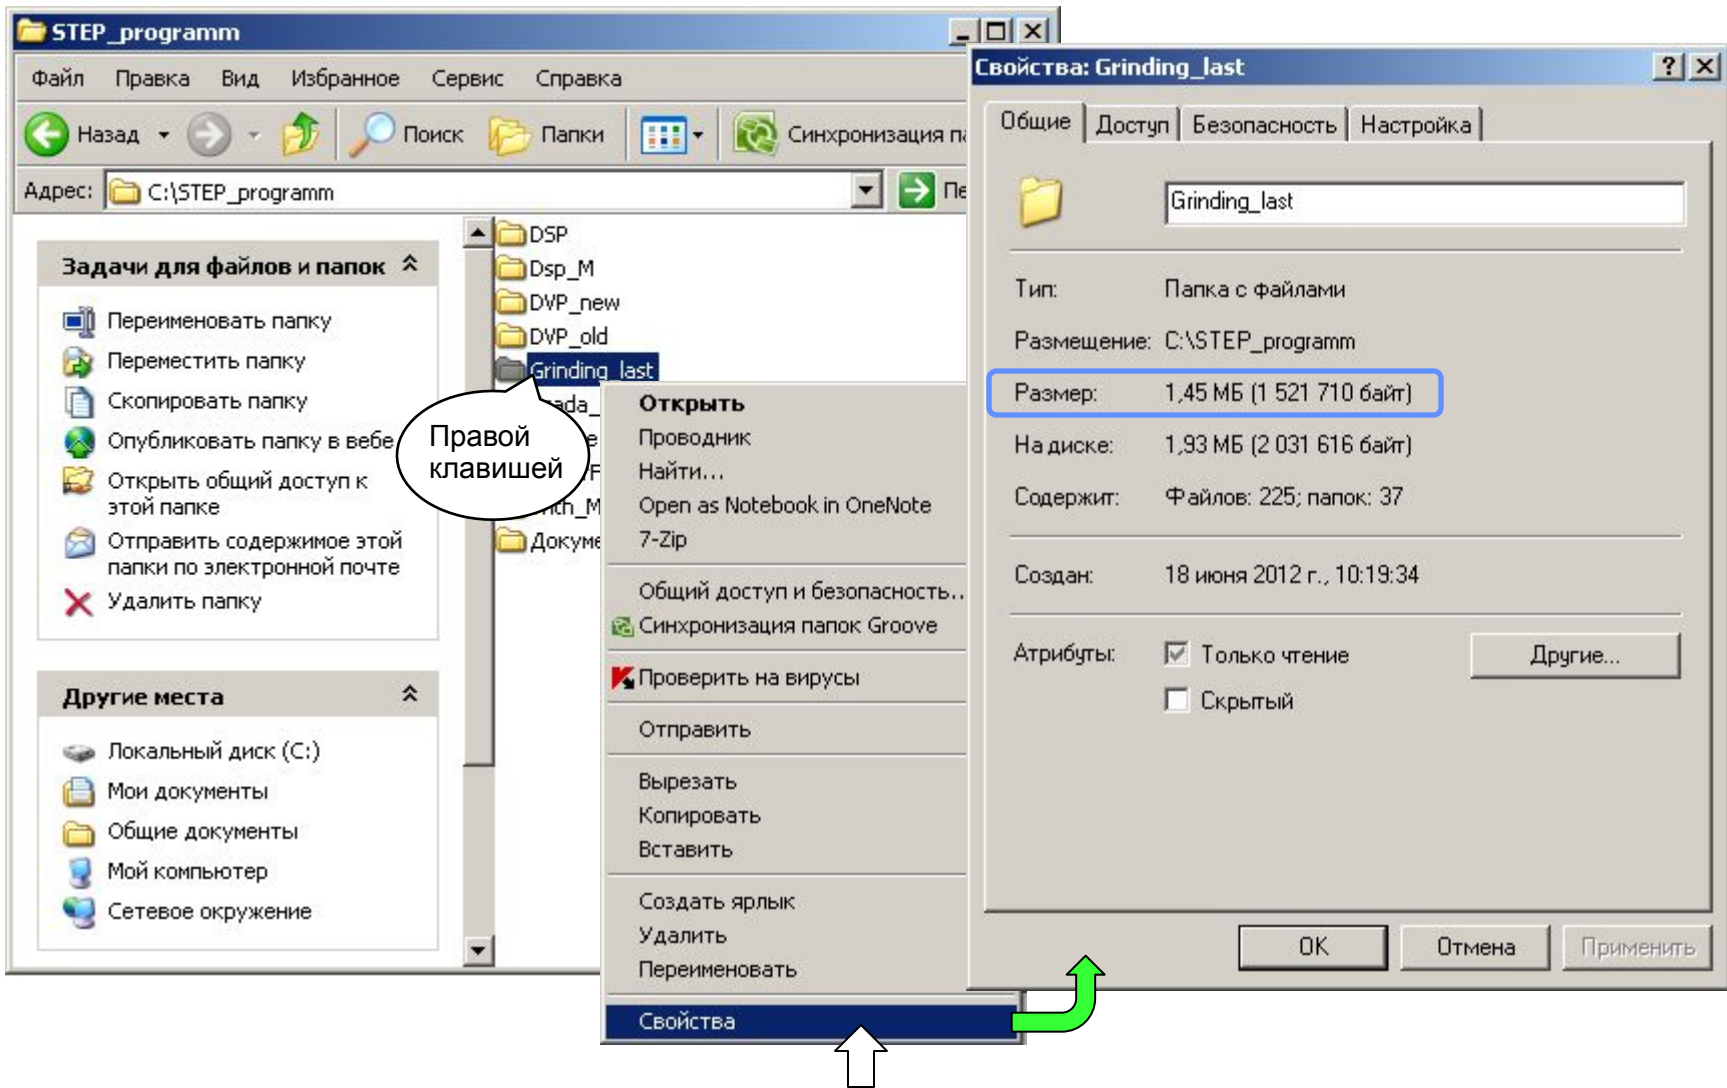 STEP_programm
Файл Правка Вид Избранное Сервис Справка
Назад Поиск Папки Синхронизация
Адрес: C:\STEP_programm
Задачи для файлов и папок
Переименовать папку
Переместить папку
Скопировать папку
Опубликовать папку в вебе
Открыть общий доступ к
этой папке
Отправить содержимое этой
папки по электронной почте
Удалить папку
Другие места
Локальный диск (C:)
Мои документы
Общие документы
Мой компьютер
Сетевое окружение
DSP
Dsp_M
DVP_new
DVP_old
Grinding_last
Правой
клавишей
Открыть
Проводник
Найти...
Open as Notebook in OneNote
7-Zip
Общий доступ и безопасность..
Синхронизация папок Groove
Проверить на вирусы
Отправить
Вырезать
Копировать
Вставить
Создать ярлык
Удалить
Переименовать
Свойства
Свойства: Grinding_last
Общие Доступ Безопасность Настройка
Grinding_last
Тип: Папка с файлами
Размещение: C:\STEP_programm
Размер: 1,45 МБ (1 521 710 байт)
На диске: 1,93 МБ (2 031 616 байт)
Содержит: Файлов: 225; папок: 37
Создан: 18 июня 2012 г., 10:19:34
Атрибуты: Только чтение Другие...
Скрытый
OK Отмена Применить